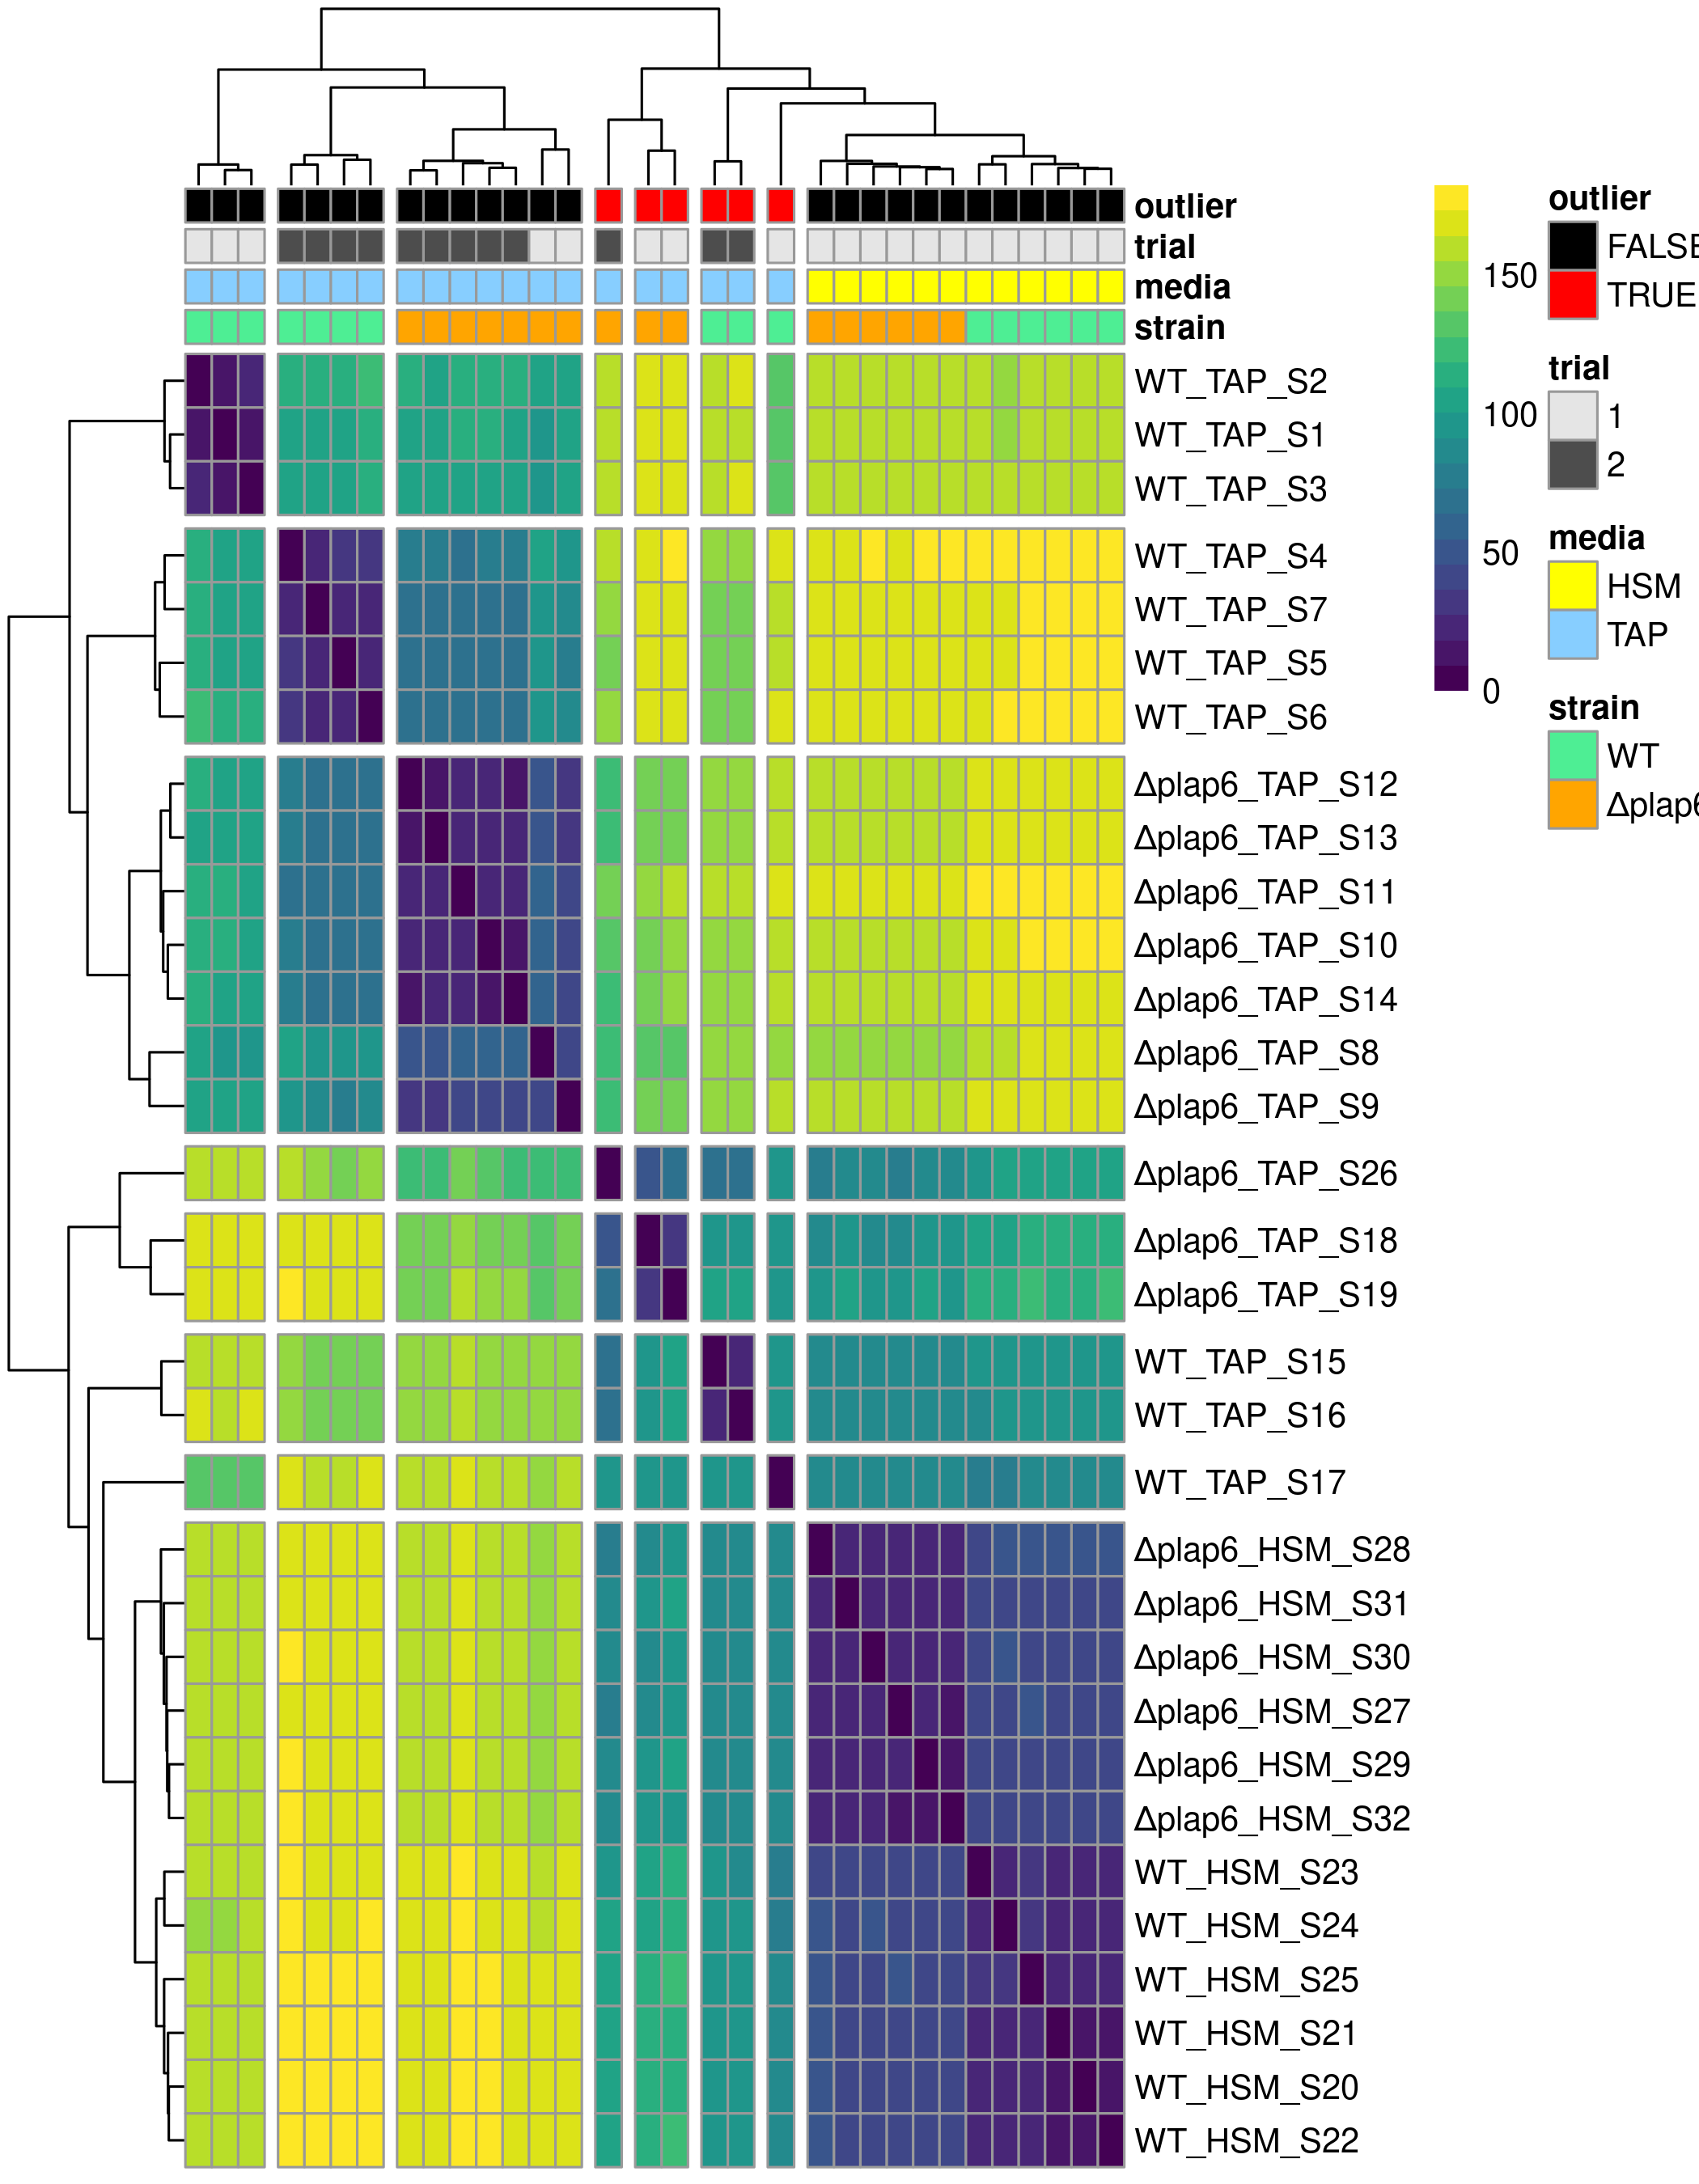 outlier
trial
media
strain
WT_TAP_S2
WT_TAP_S1
WT_TAP_S3
WT_TAP_S4
WT_TAP_S7
WT_TAP_S5
WT_TAP_S6
Δplap6_TAP_S12
Δplap6_TAP_S13
Δplap6_TAP_S11
Δplap6_TAP_S10
Δplap6_TAP_S14
Δplap6_TAP_S8
Δplap6_TAP_S9
Δplap6_TAP_S26
Δplap6_TAP_S18
Δplap6_TAP_S19
WT_TAP_S15
WT_TAP_S16
WT_TAP_S17
Δplap6_HSM_S28
Δplap6_HSM_S31
Δplap6_HSM_S30
Δplap6_HSM_S27
Δplap6_HSM_S29
Δplap6_HSM_S32
WT_HSM_S23
WT_HSM_S24
WT_HSM_S25
WT_HSM_S21
WT_HSM_S20
WT_HSM_S22
150
100
50
0
outlier
FALSE
TRUE
trial
1
2
media
HSM
TAP
strain
WT
Δplap6